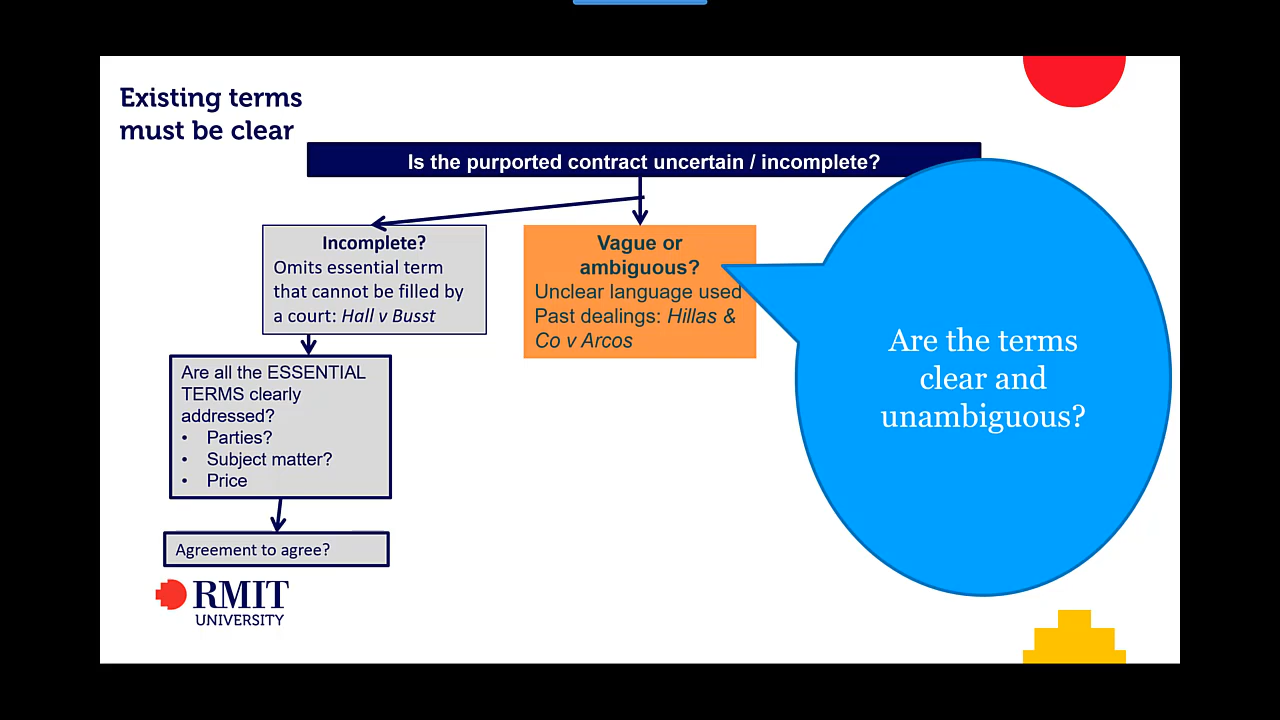 Existing terms
must be clear
Is the purported contract uncertain / incomplete?
Incomplete?
Omits essential term
that cannot be filled by
a court: Hall v Busst
Vague or
ambiguous?
Unclear language used
Past dealings: Hillas &
Co v Arcos
Are the terms
clear and
unambiguous?
Are all the ESSENTIAL
TERMS clearly
addressed?
• Parties?
• Subject matter?
• Price
Agreement to agree?
RMIT
UNIVERSITY